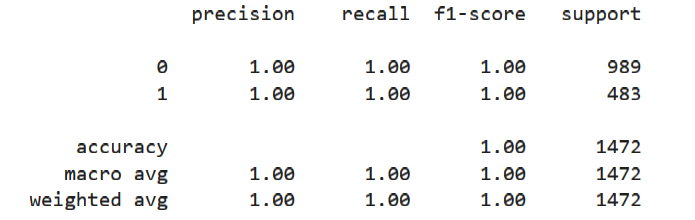 precision recall f1-score support
0 1.00 1.00 1.00 989
1 1.00 1.00 1.00 483
accuracy 1.00 1472
macro avg 1.00 1.00 1.00 1472
weighted avg 1.00 1.00 1.00 1472